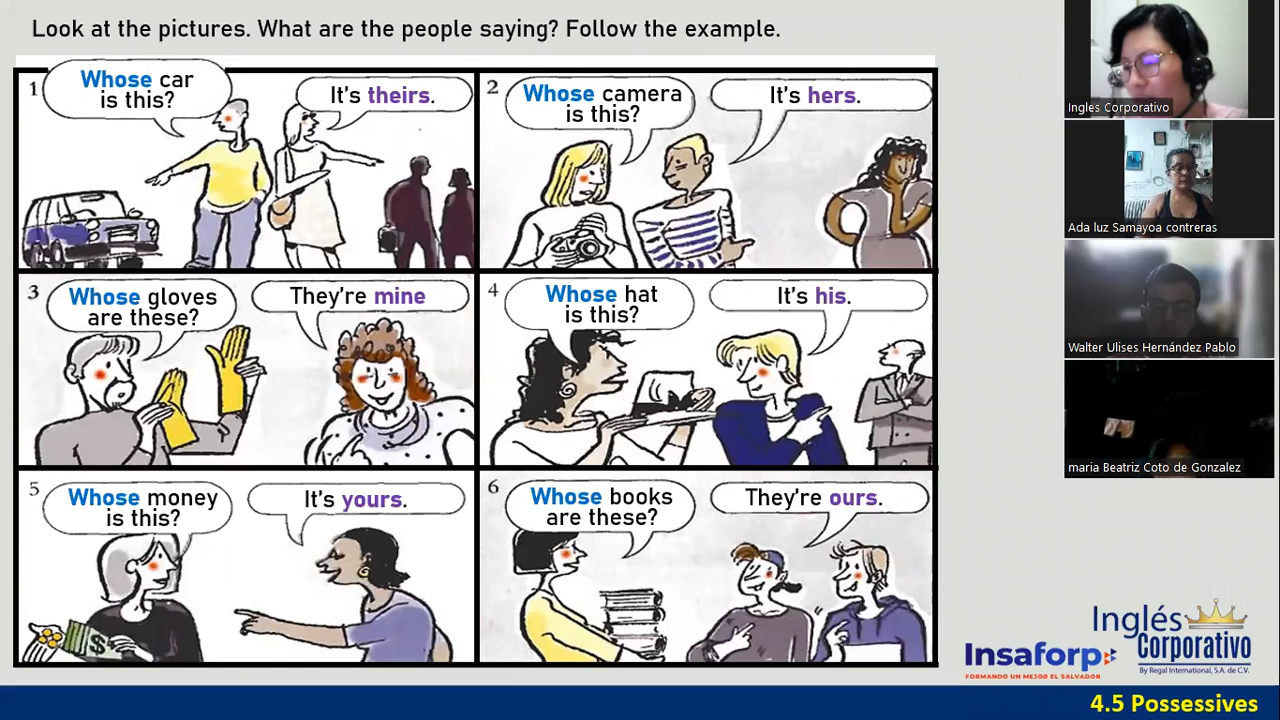 Look at the pictures. What are the people saying? Follow the example.
1
Whose car
is this?
It's theirs.
2
Whose camera
is this?
It's hers.
3
Whose gloves
are these?
They're mine
4
Whose hat
is this?
It's his.
5
Whose money
is this?
It's yours.
$
6
Whose books
are these?
They're ours.
Ingles Corporativo
Ada luz Samayoa contreras
Walter Ulises Hernández Pablo
maria Beatriz Coto de Gonzalez
Insaforp
FORMANDO UN MEJOR EL SALVADOR
Inglés
Corporativo
By Regal International, S.A. de C.V.
4.5 Possessives